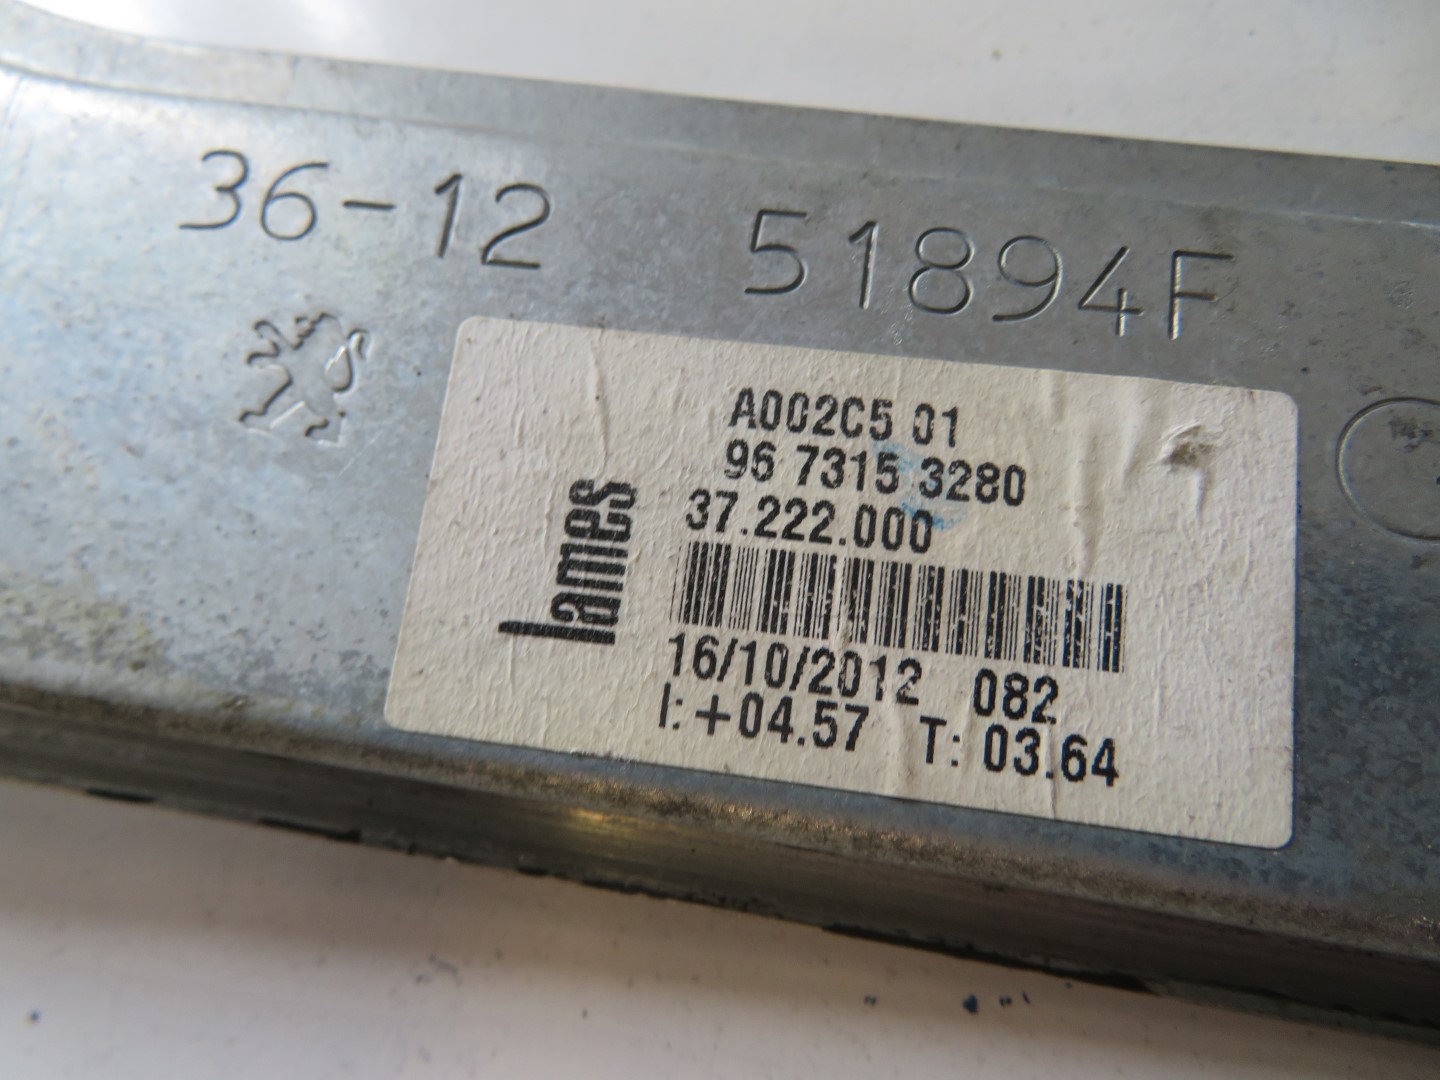 36-12 51894F
A002C5 01
96 7315 3280
37.222.000
lames
16/10/2012 082
I: +04.57 T: 03.64